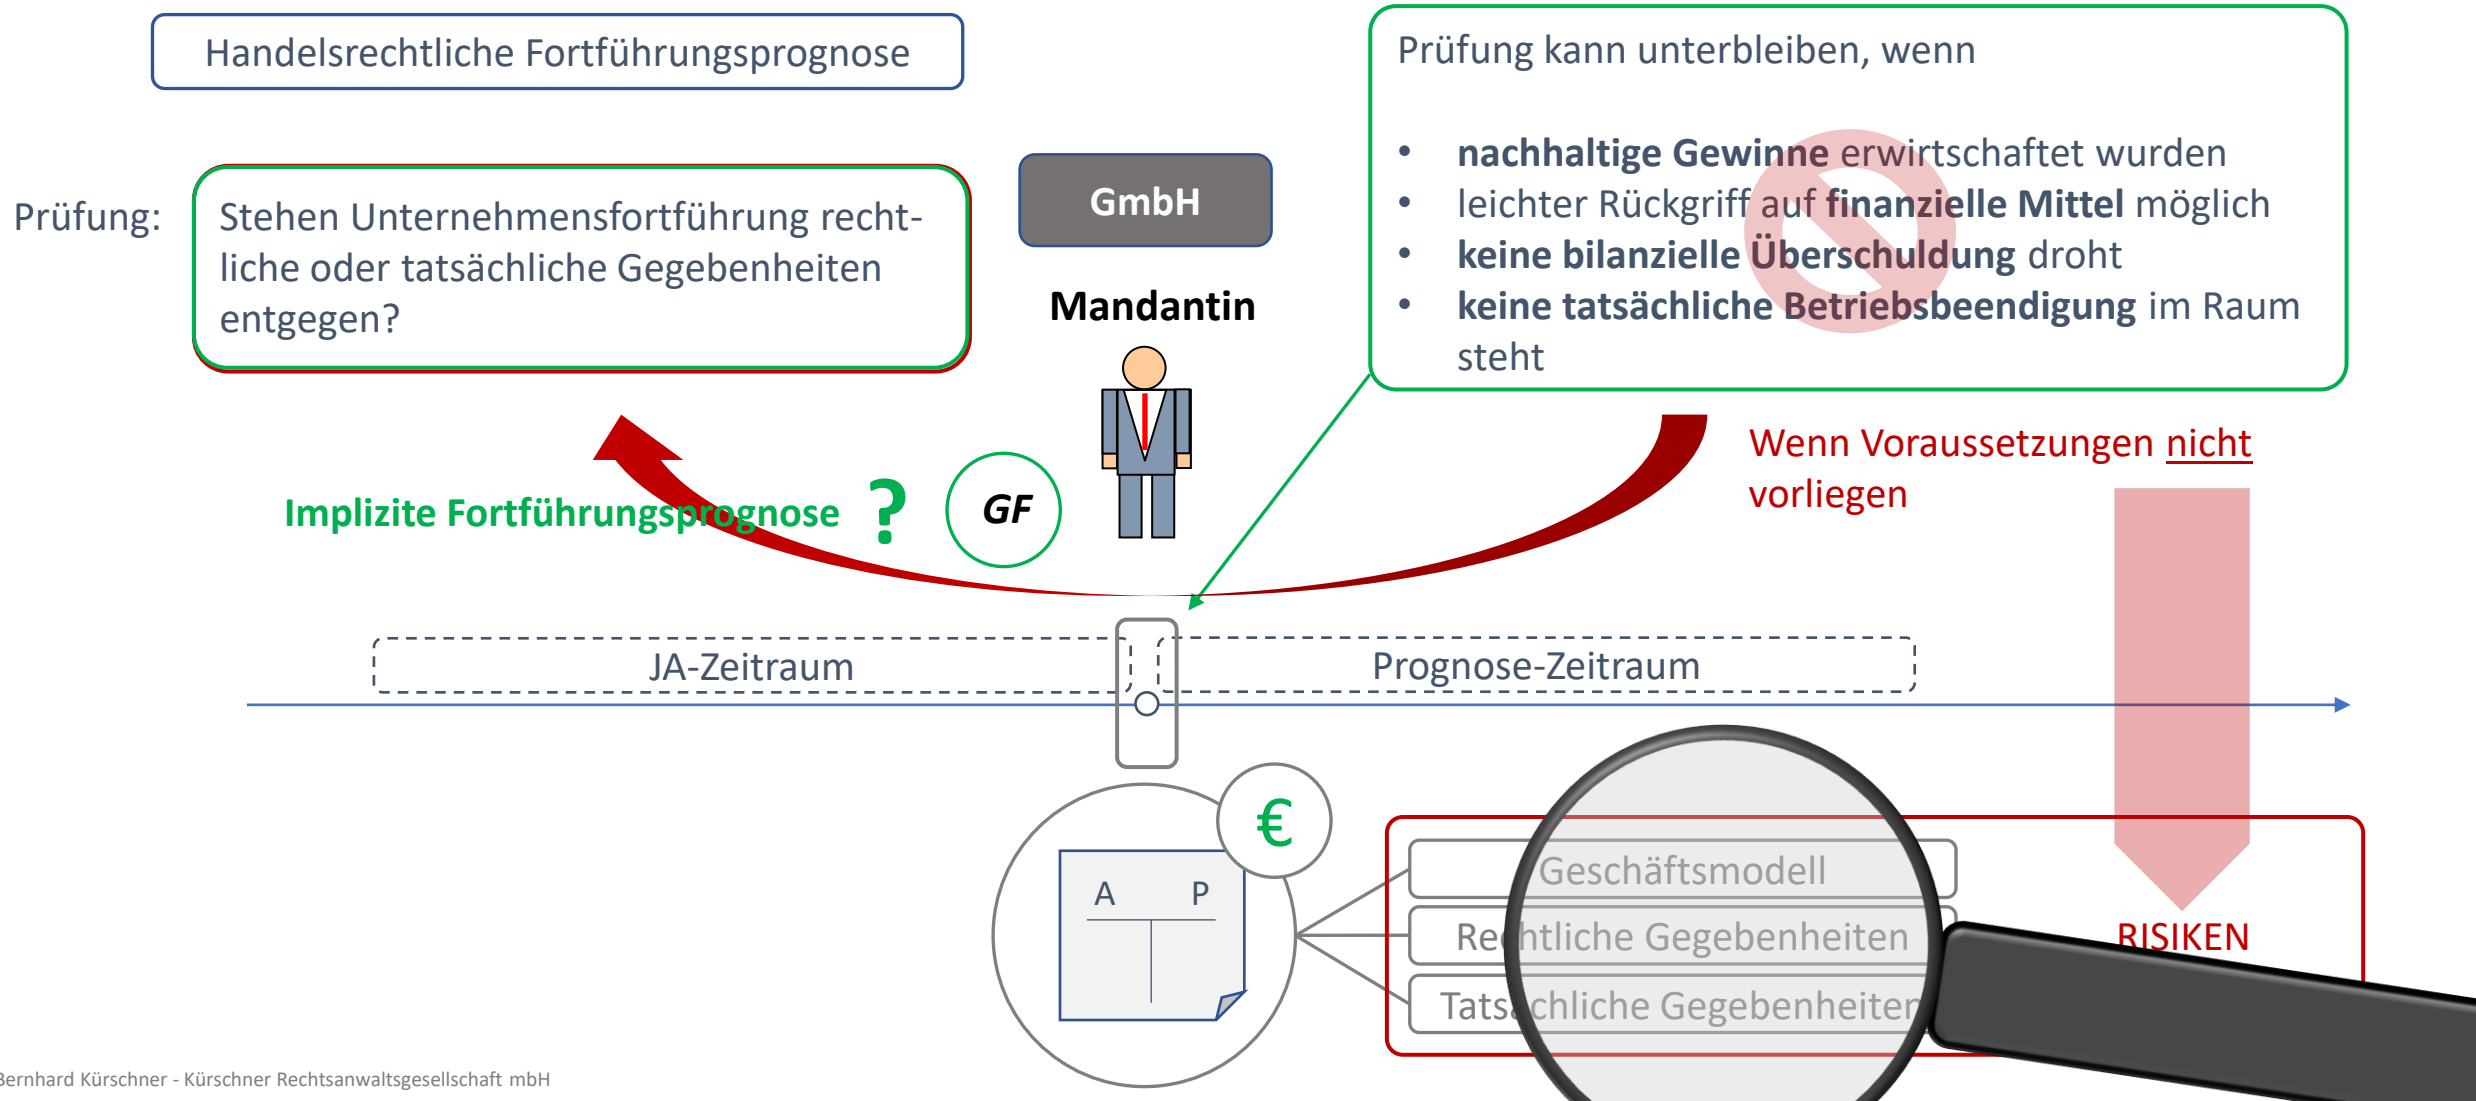 Handelsrechtliche Fortführungsprognose
Prüfung:
Stehen Unternehmensfortführung recht-
liche oder tatsächliche Gegebenheiten
entgegen?
GmbH
Mandantin
Prüfung kann unterbleiben, wenn
• nachhaltige Gewinne erwirtschaftet wurden
• leichter Rückgriff auf finanzielle Mittel möglich
• keine bilanzielle Überschuldung droht
• keine tatsächliche Betriebsbeendigung im Raum
steht
Wenn Voraussetzungen nicht
vorliegen
Implizite Fortführungsprognose ?
GF
JA-Zeitraum
Prognose-Zeitraum
€
A P
Geschäftsmodell
Rechtliche Gegebenheiten
Tatsächliche Gegebenheiten
RISIKEN
Bernhard Kürschner - Kürschner Rechtsanwaltsgesellschaft mbH